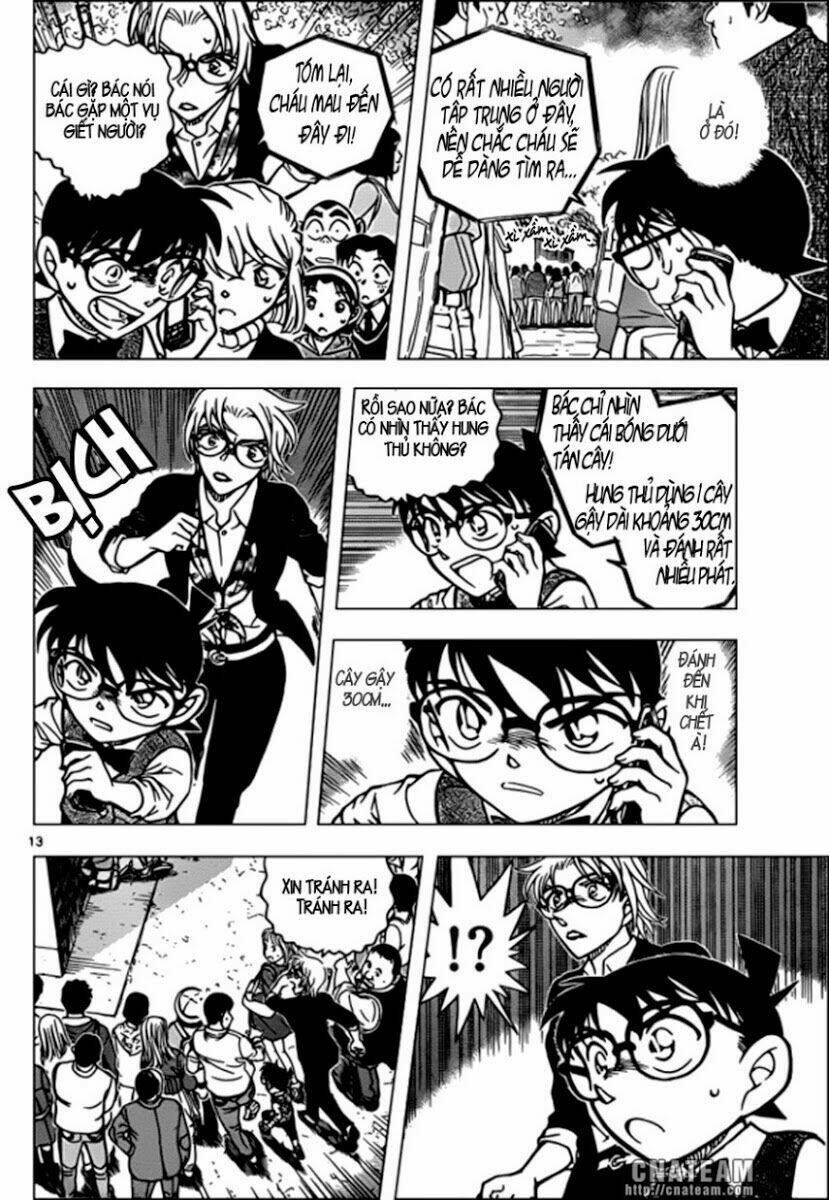 CÁI GÌ? BÁC NÓI
BÁC GẶP MỘT VỤ
GIẾT NGƯỜI?
TÓM LẠI,
CHÁU MAU ĐẾN
ĐÂY ĐI!
CÓ RẤT NHIỀU NGƯỜI
TẬP TRUNG Ở ĐÂY,
NÊN CHẮC CHÁU SẼ
DỄ DÀNG TÌM RA...
LÀ
Ở ĐÓ!
XÌ XẦM
XÌ XẦM
BỊCH
RỒI SAO NỮA? BÁC
CÓ NHÌN THẤY HUNG
THỦ KHÔNG?
BÁC CHỈ NHÌN
THẤY CÁI BÓNG DƯỚI
TÁN CÂY!
HUNG THỦ DÙNG 1 CÂY
GẬY DÀI KHOẢNG 30CM
VÀ ĐÁNH RẤT
NHIỀU PHÁT.
CÂY GẬY
30CM...
ĐÁNH
ĐẾN
KHI
CHẾT
À!
13
XIN TRÁNH RA!
TRÁNH RA!
!?
CNATEAM
http://cnateam.com